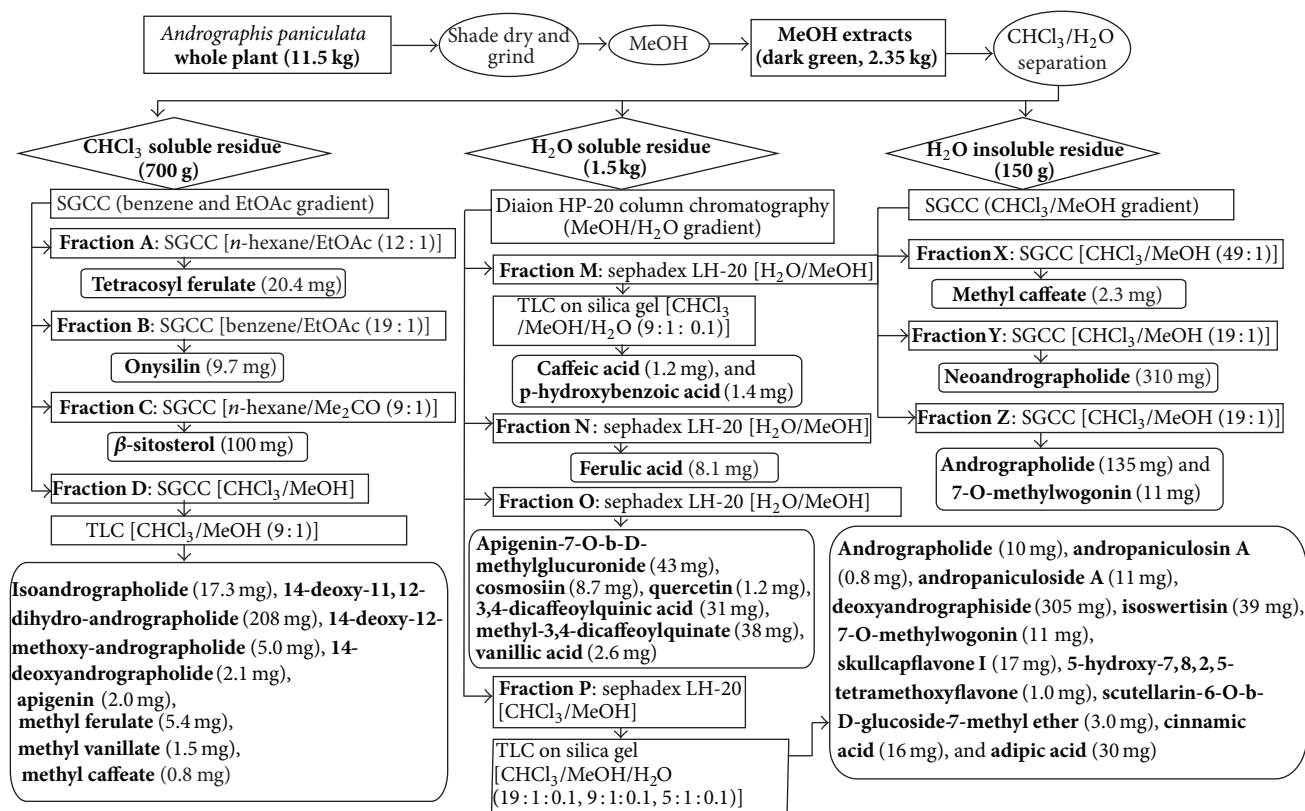 Andrographis paniculata
whole plant (11.5 kg)
Shade dry and
grind
MeOH
MeOH extracts
(dark green, 2.35 kg)
CHCl₃/H₂O
separation
CHCl₃ soluble residue
(700 g)
SGCC (benzene and EtOAc gradient)
Fraction A: SGCC [n-hexane/EtOAc (12 : 1)]
Tetracosyl ferulate (20.4 mg)
Fraction B: SGCC [benzene/EtOAc (19 : 1)]
Onysilin (9.7 mg)
Fraction C: SGCC [n-hexane/Me₂CO (9 : 1)]
β-sitosterol (100 mg)
Fraction D: SGCC [CHCl₃/MeOH]
TLC [CHCl₃/MeOH (9 : 1)]
Isoandrographolide (17.3 mg), 14-deoxy-11,12-
dihydro-andrographolide (208 mg), 14-deoxy-12-
methoxy-andrographolide (5.0 mg), 14-
deoxyandrographolide (2.1 mg),
apigenin (2.0 mg),
methyl ferulate (5.4 mg),
methyl vanillate (1.5 mg),
methyl caffeate (0.8 mg)
H₂O soluble residue
(1.5 kg)
Diaion HP-20 column chromatography
(MeOH/H₂O gradient)
Fraction M: sephadex LH-20 [H₂O/MeOH]
TLC on silica gel [CHCl₃
/MeOH/H₂O (9 : 1 : 0.1)]
Caffeic acid (1.2 mg), and
p-hydroxybenzoic acid (1.4 mg)
Fraction N: sephadex LH-20 [H₂O/MeOH]
Ferulic acid (8.1 mg)
Fraction O: sephadex LH-20 [H₂O/MeOH]
Apigenin-7-O-b-D-
methylglucuronide (43 mg),
cosmosiin (8.7 mg), quercetin (1.2 mg),
3,4-dicaffeoylquinic acid (31 mg)
methyl-3,4-dicaffeoylquinate (38 mg),
vanillic acid (2.6 mg)
Fraction P: sephadex LH-20
[CHCl₃/MeOH]
TLC on silica gel
[CHCl₃/MeOH/H₂O
(19 : 1 : 0.1, 9 : 1 : 0.1, 5 : 1 : 0.1)]
H₂O insoluble residue
(150 g)
SGCC (CHCl₃/MeOH gradient)
Fraction X: SGCC [CHCl₃/MeOH (49 : 1)]
Methyl caffeate (2.3 mg)
Fraction Y: SGCC [CHCl₃/MeOH (19 : 1)]
Neoandrographolide (310 mg)
Fraction Z: SGCC [CHCl₃/MeOH (19 : 1)]
Andrographolide (135 mg) and
7-O-methylwogonin (11 mg)
Andrographolide (10 mg), andropaniculosin A
(0.8 mg), andropaniculoside A (11 mg),
deoxyandrographiside (305 mg), isoswertisin (39 mg),
7-O-methylwogonin (11 mg),
skullcapflavone I (17 mg), 5-hydroxy-7,8,2,5-
tetramethoxyflavone (1.0 mg), scutellarin-6-O-b-
D-glucoside-7-methyl ether (3.0 mg), cinnamic
acid (16 mg), and adipic acid (30 mg)